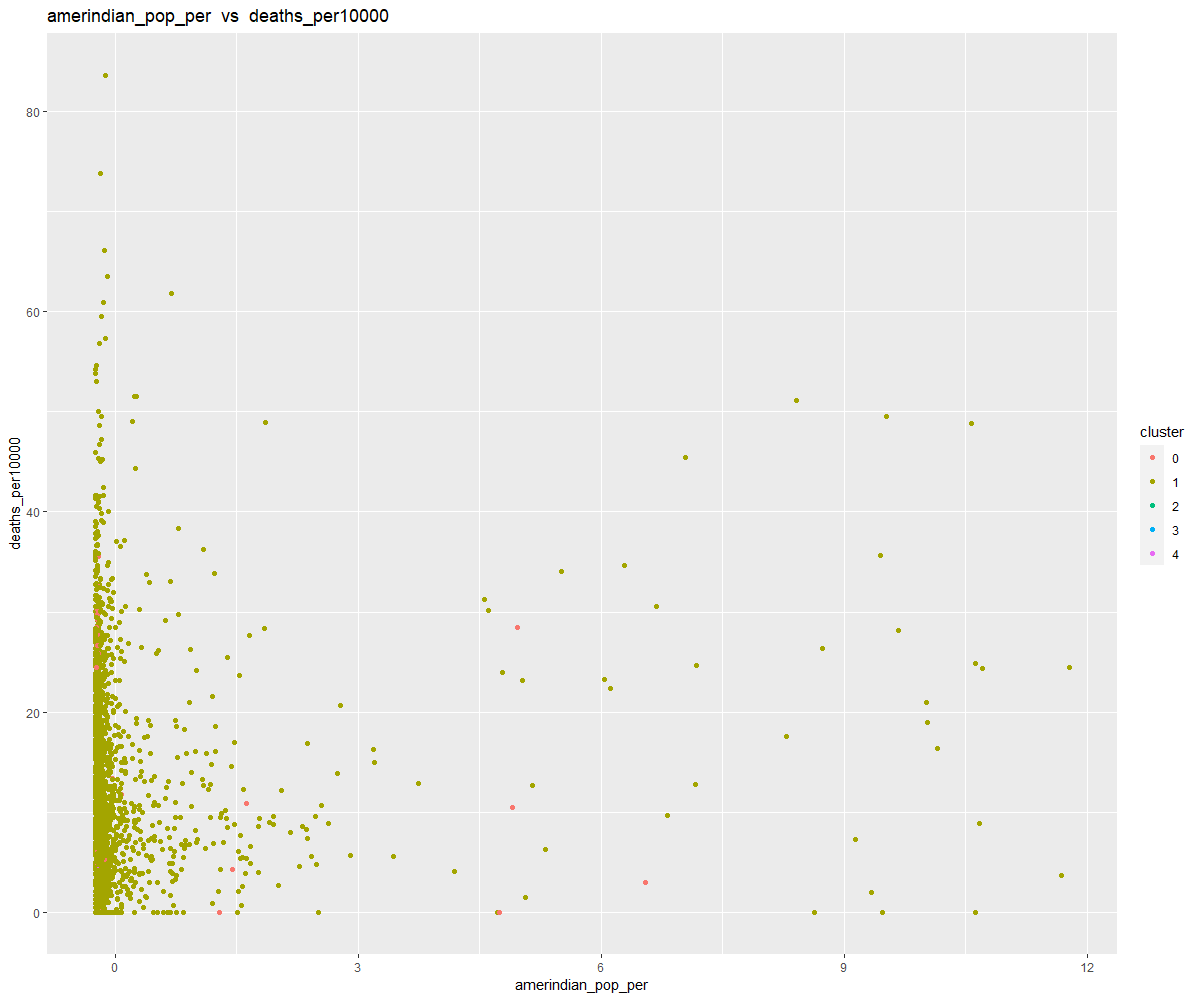 amerindian_pop_per  vs  deaths_per10000
80
60
40
20
0
deaths_per10000
0 3 6 9 12
amerindian_pop_per
cluster
0
1
2
3
4